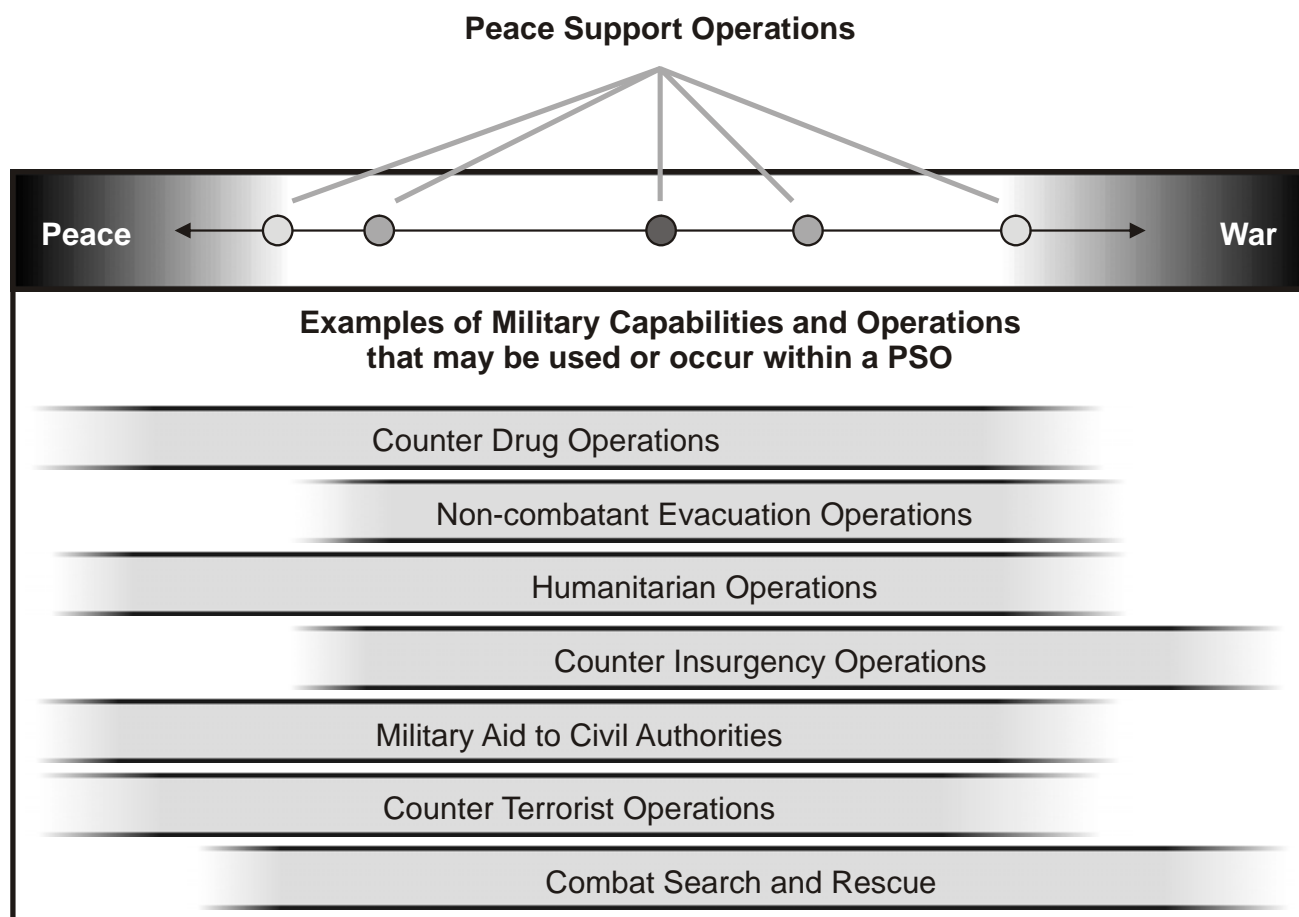 Peace Support Operations
Peace
War
Examples of Military Capabilities and Operations
that may be used or occur within a PSO
Counter Drug Operations
Non-combatant Evacuation Operations
Humanitarian Operations
Counter Insurgency Operations
Military Aid to Civil Authorities
Counter Terrorist Operations
Combat Search and Rescue